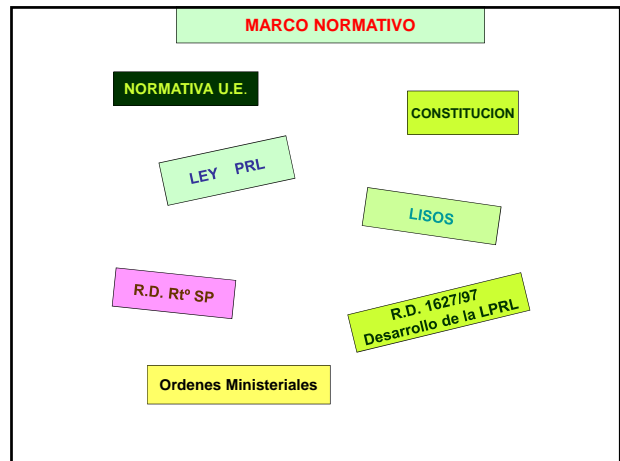 MARCO NORMATIVO
NORMATIVA U.E.
CONSTITUCION
LEY PRL
LISOS
R.D. Rtº SP
R.D. 1627/97
Desarrollo de la LPRL
Ordenes Ministeriales